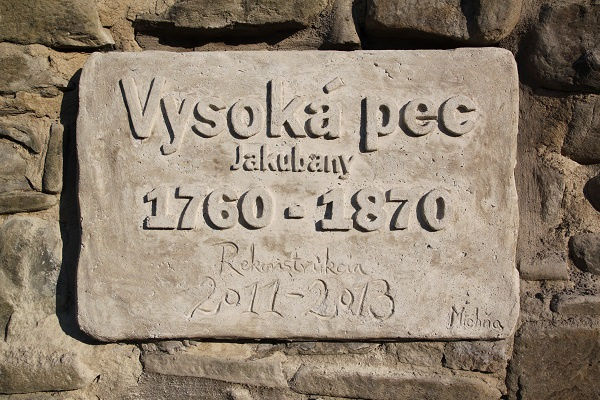 Vysoká pec
Jakubany
1760-1870
Rekonštrukcia
2011-2013
Michna